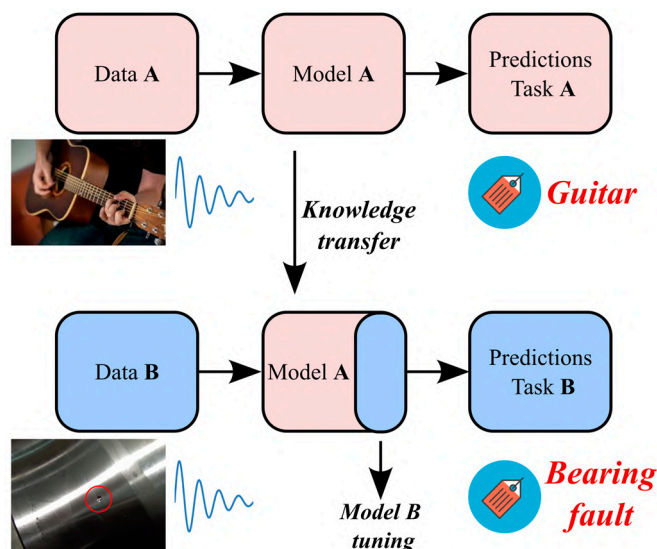 Data A
Model A
Predictions
Task A
Guitar
Knowledge
transfer
Data B
Model A
Predictions
Task B
Bearing
fault
Model B
tuning